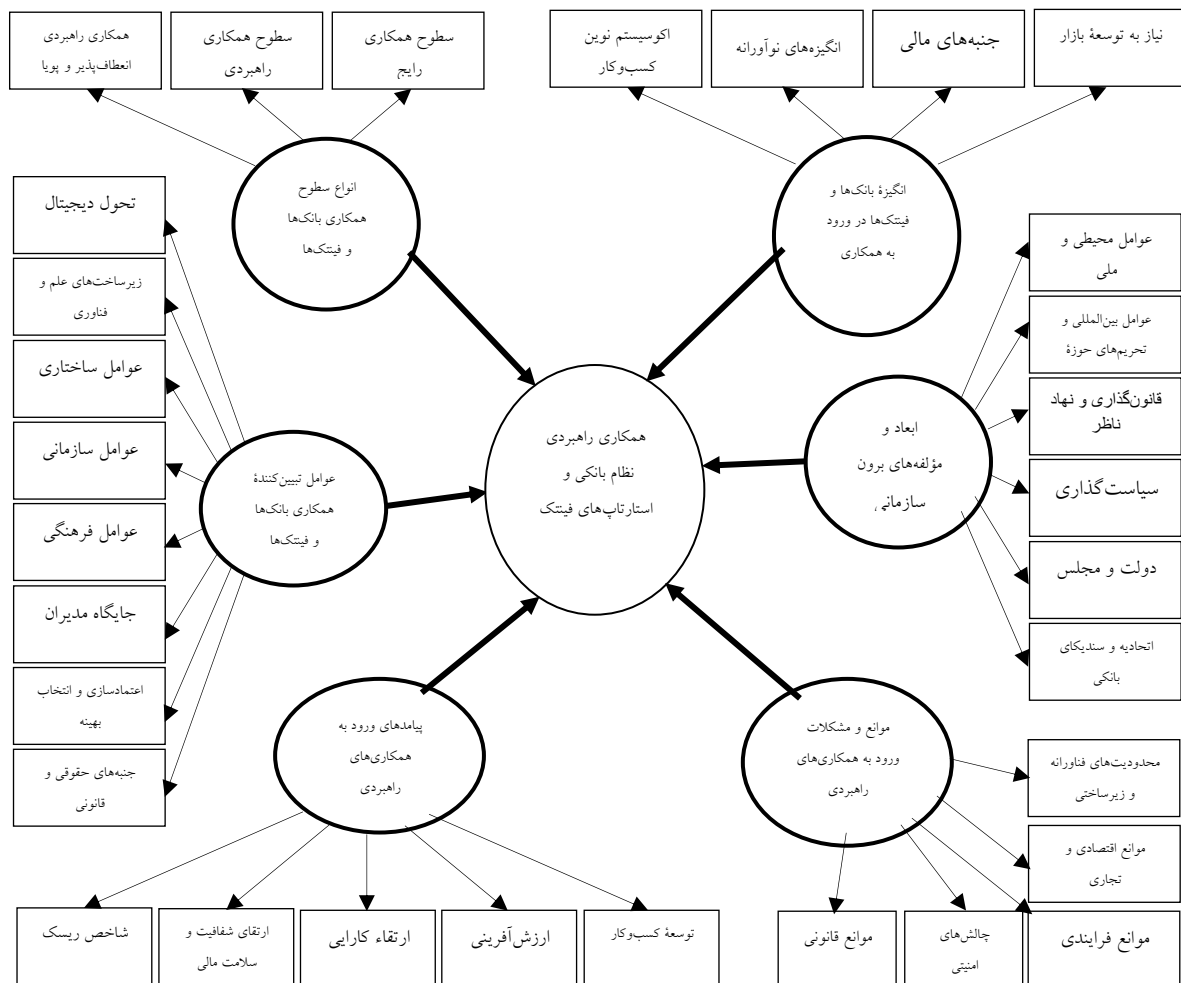 نیاز به توسعهٔ بازار
جنبه‌های مالی
انگیزه‌های نوآورانه
اکوسیستم نوین
کسب‌وکار
سطوح همکاری
رایج
سطوح همکاری
راهبردی
همکاری راهبردی
انعطاف‌پذیر و پویا
انگیزهٔ بانک‌ها و
فینتک‌ها در ورود
به همکاری
انواع سطوح
همکاری بانک‌ها
و فینتک‌ها
عوامل محیطی و
ملی
عوامل بین‌المللی و
تحریم‌های حوزهٔ
قانون‌گذاری و نهاد
ناظر
سیاست‌گذاری
دولت و مجلس
اتحادیه و سندیکای
بانکی
ابعاد و
مؤلفه‌های برون
سازمانی
همکاری راهبردی
نظام بانکی و
استارتاپ‌های فینتک
عوامل تبیین‌کنندهٔ
همکاری بانک‌ها
و فینتک‌ها
تحول دیجیتال
زیرساخت‌های علم و
فناوری
عوامل ساختاری
عوامل سازمانی
عوامل فرهنگی
جایگاه مدیران
اعتمادسازی و انتخاب
بهینه
جنبه‌های حقوقی و
قانونی
موانع و مشکلات
ورود به همکاری‌های
راهبردی
پیامدهای ورود به
همکاری‌های
راهبردی
محدودیت‌های فناورانه
و زیرساختی
موانع اقتصادی و
تجاری
موانع فرایندی
چالش‌های
امنیتی
موانع قانونی
توسعهٔ کسب‌وکار
ارزش‌آفرینی
ارتقاء کارایی
ارتقای شفافیت و
سلامت مالی
شاخص ریسک